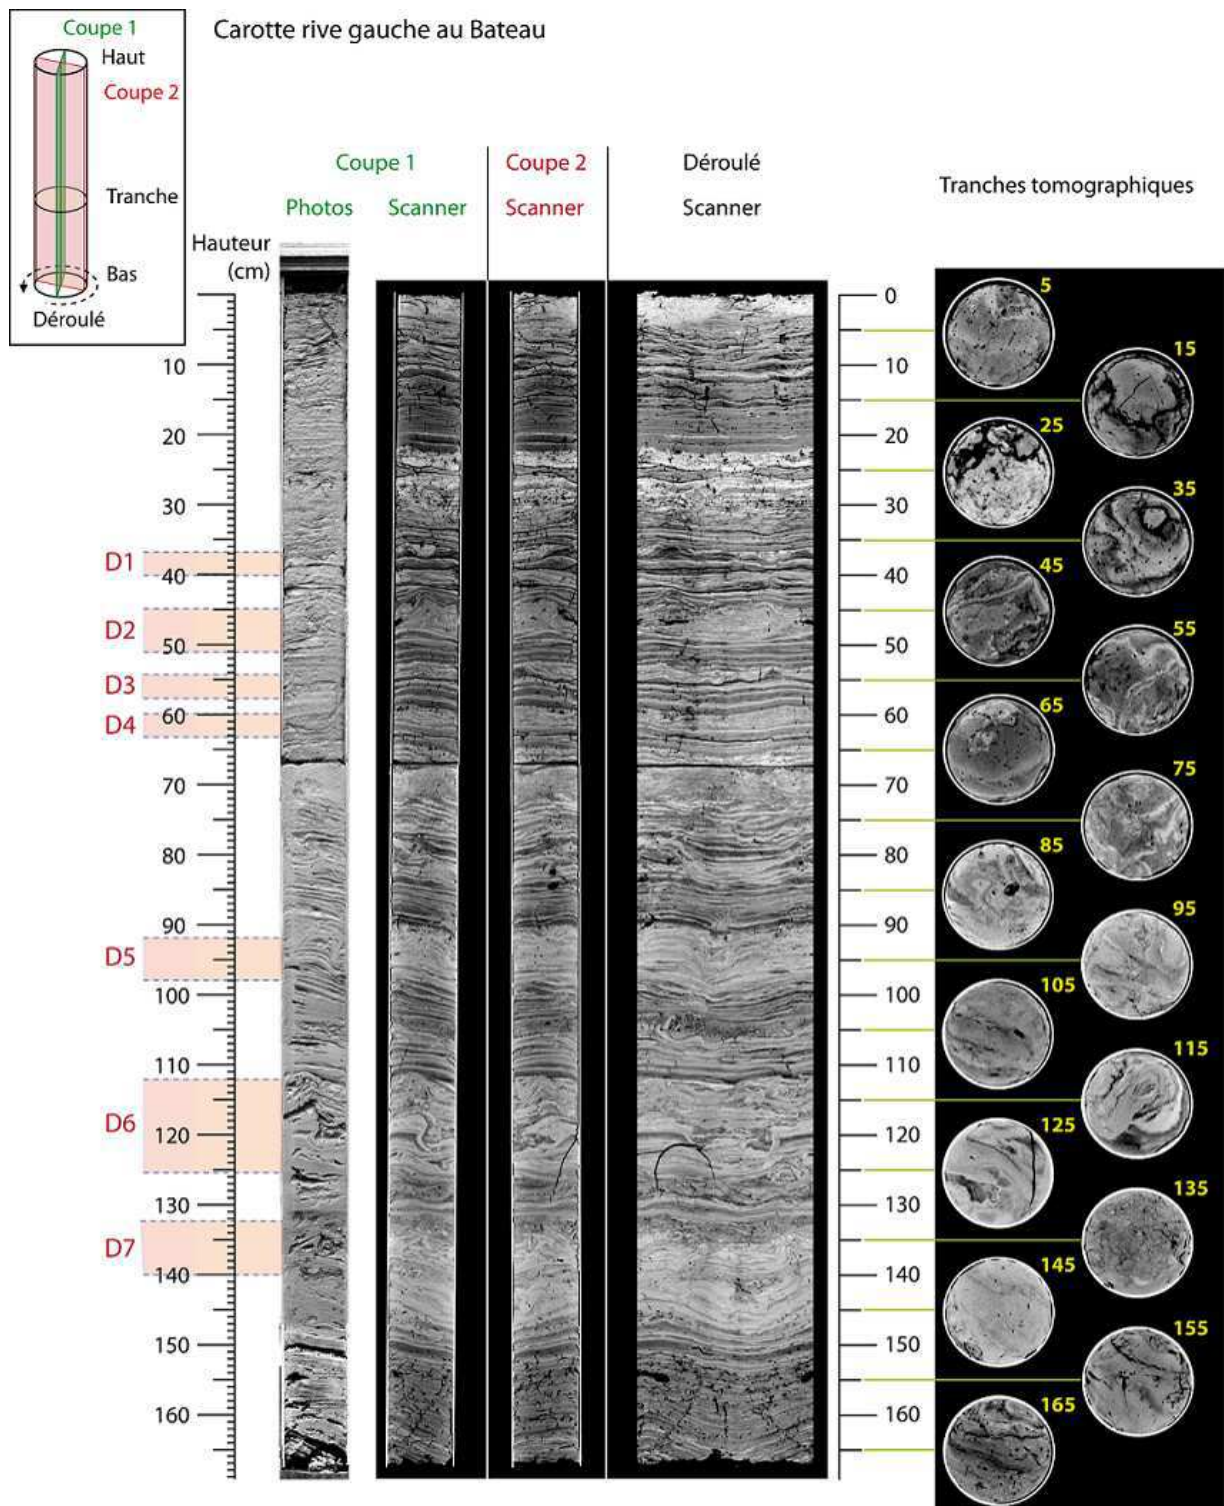 Coupe 1
Haut
Coupe 2
Tranche
Bas
Déroulé
Carotte rive gauche au Bateau
Coupe 1
Coupe 2
Déroulé
Tranches tomographiques
Photos
Scanner
Scanner
Scanner
Hauteur
(cm)
10
20
30
40
50
60
70
80
90
100
110
120
130
140
150
160
D1
D2
D3
D4
D5
D6
D7
0
10
20
30
40
50
60
70
80
90
100
110
120
130
140
150
160
5
15
25
35
45
55
65
75
85
95
105
115
125
135
145
155
165